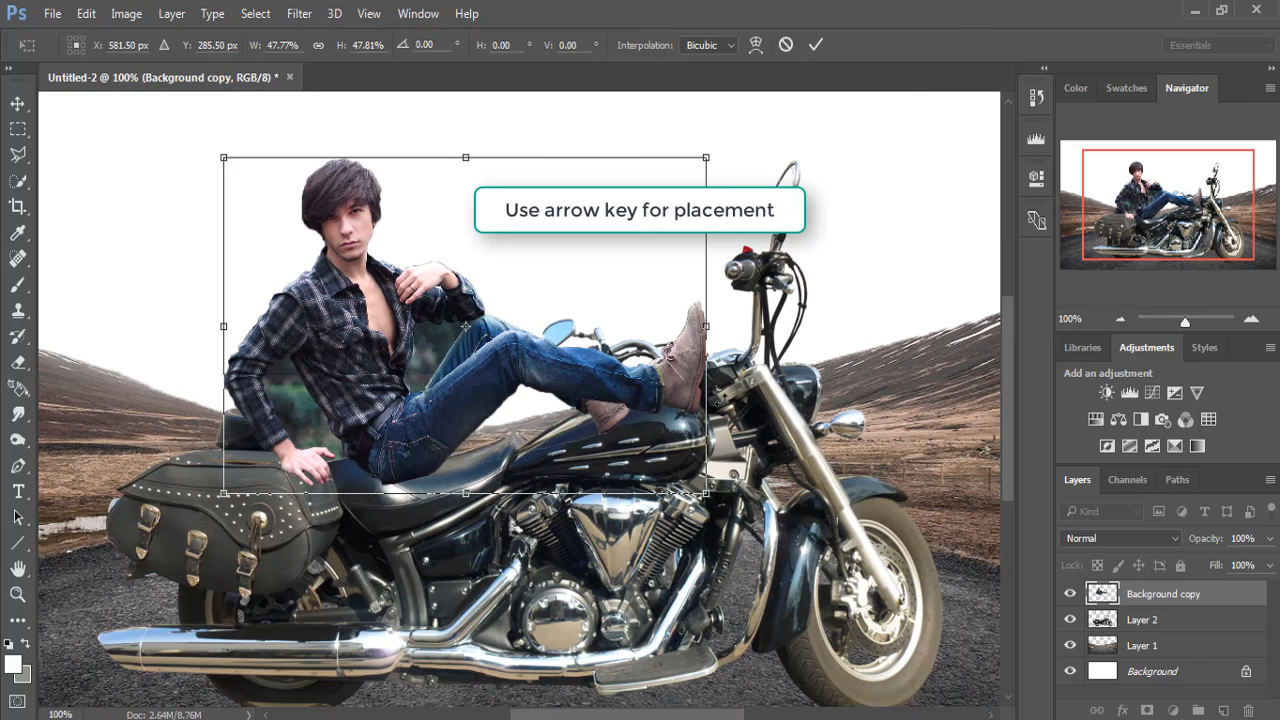 Ps File Edit Image Layer Type Select Filter 3D View Window Help
X: 581.50 px Y: 285.50 px W: 47.77% H: 47.81% 0.00 ° H: 0.00 ° V: 0.00 ° Interpolation: Bicubic Essentials
Untitled-2 @ 100% (Background copy, RGB/8) *
Color Swatches Navigator
Use arrow key for placement
100%
Libraries Adjustments Styles
Add an adjustment
Layers Channels Paths
Kind
Normal Opacity: 100%
Lock: Fill: 100%
Background copy
Layer 2
Layer 1
Background
100% Doc: 2.64M/8.76M